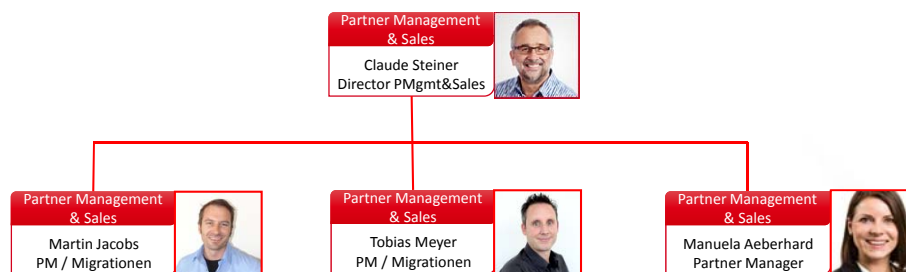 Partner Management
& Sales
Claude Steiner
Director PMgmt&Sales
Partner Management
& Sales
Martin Jacobs
PM / Migrationen
Partner Management
& Sales
Tobias Meyer
PM / Migrationen
Partner Management
& Sales
Manuela Aeberhard
Partner Manager